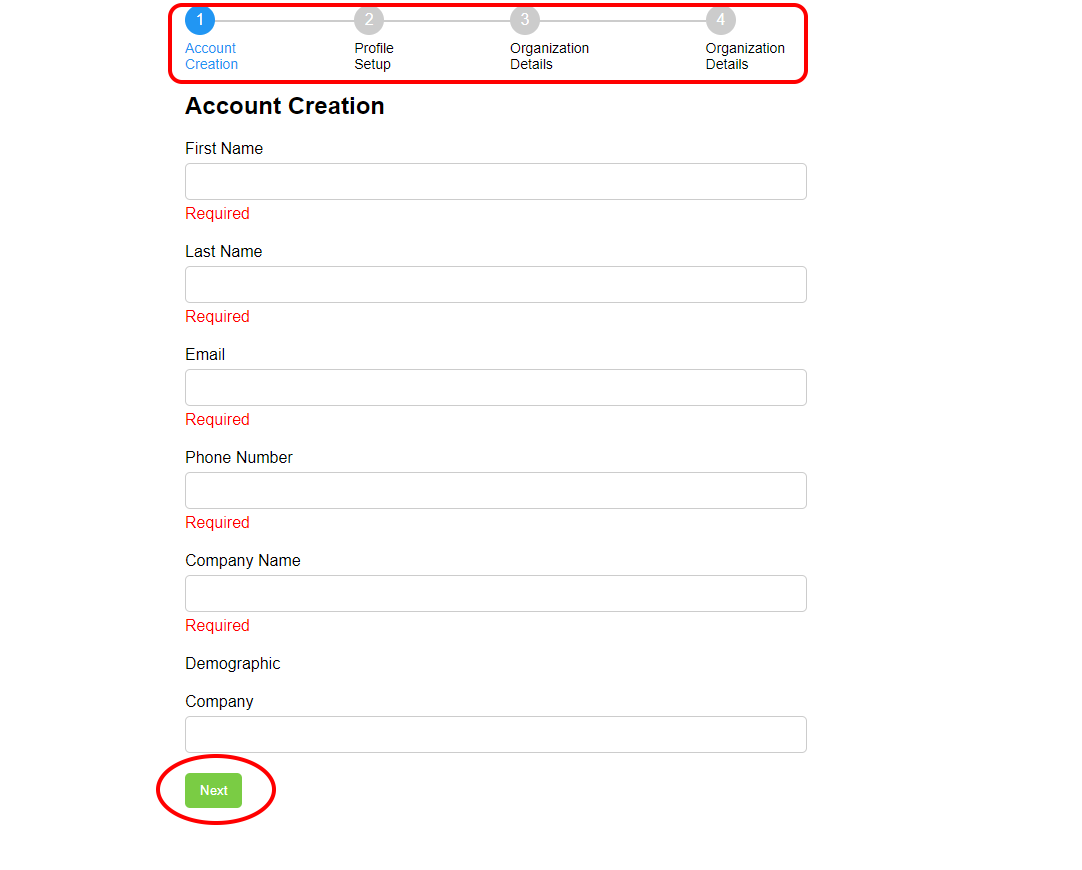 1 2 3 4
Account Profile Organization Organization
Creation Setup Details Details
Account Creation
First Name
Required
Last Name
Required
Email
Required
Phone Number
Required
Company Name
Required
Demographic
Company
Next